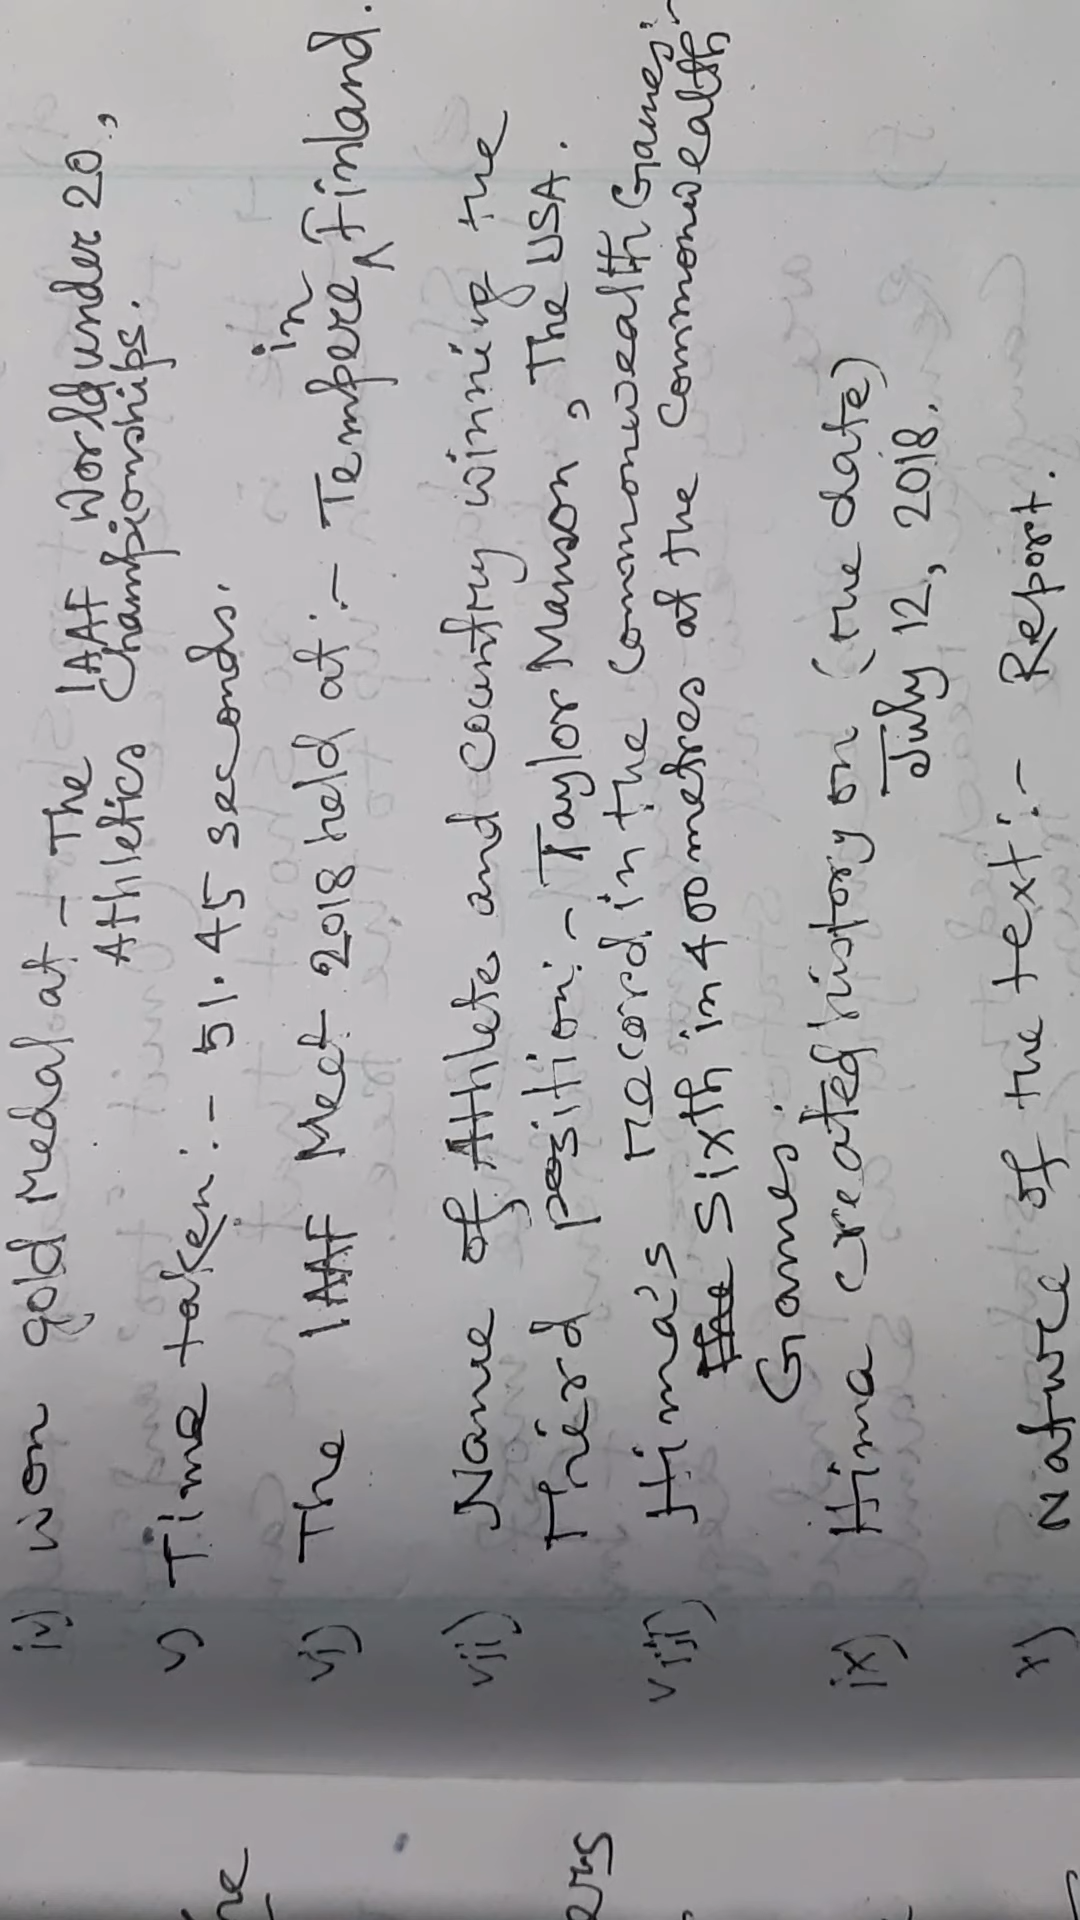 iv) won gold medal at - The IAAF World under 20,
Athletics Championships.
v) Time taken:- 51.45 seconds.
vi) The IAAF Meet 2018 held at:- Tempere, in Finland.
vii) Name of Athlete and country winning the
Third position:- Taylor Manson, The USA.
viii) Hima's record in the Commonwealth Games:-
Sixth in 400 metres at the Commonwealth
Games.
ix) Hima created history on (the date)
July 12, 2018.
x) Nature of the text:- Report.